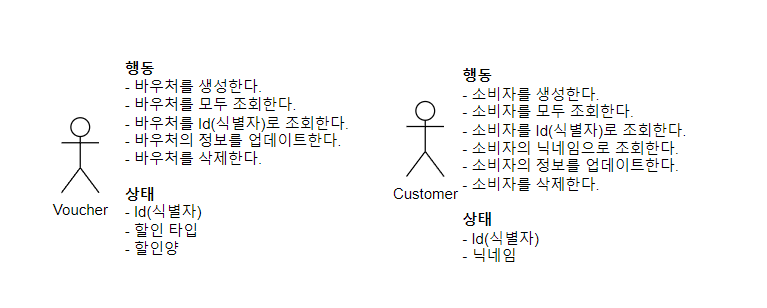 행동
- 바우처를 생성한다.
- 바우처를 모두 조회한다.
- 바우처를 Id(식별자)로 조회한다.
- 바우처의 정보를 업데이트한다.
- 바우처를 삭제한다.
상태
- Id(식별자)
- 할인 타입
- 할인양
Voucher
행동
- 소비자를 생성한다.
- 소비자를 모두 조회한다.
- 소비자를 Id(식별자)로 조회한다.
- 소비자의 닉네임으로 조회한다.
- 소비자의 정보를 업데이트한다.
- 소비자를 삭제한다.
Customer
상태
- Id(식별자)
- 닉네임